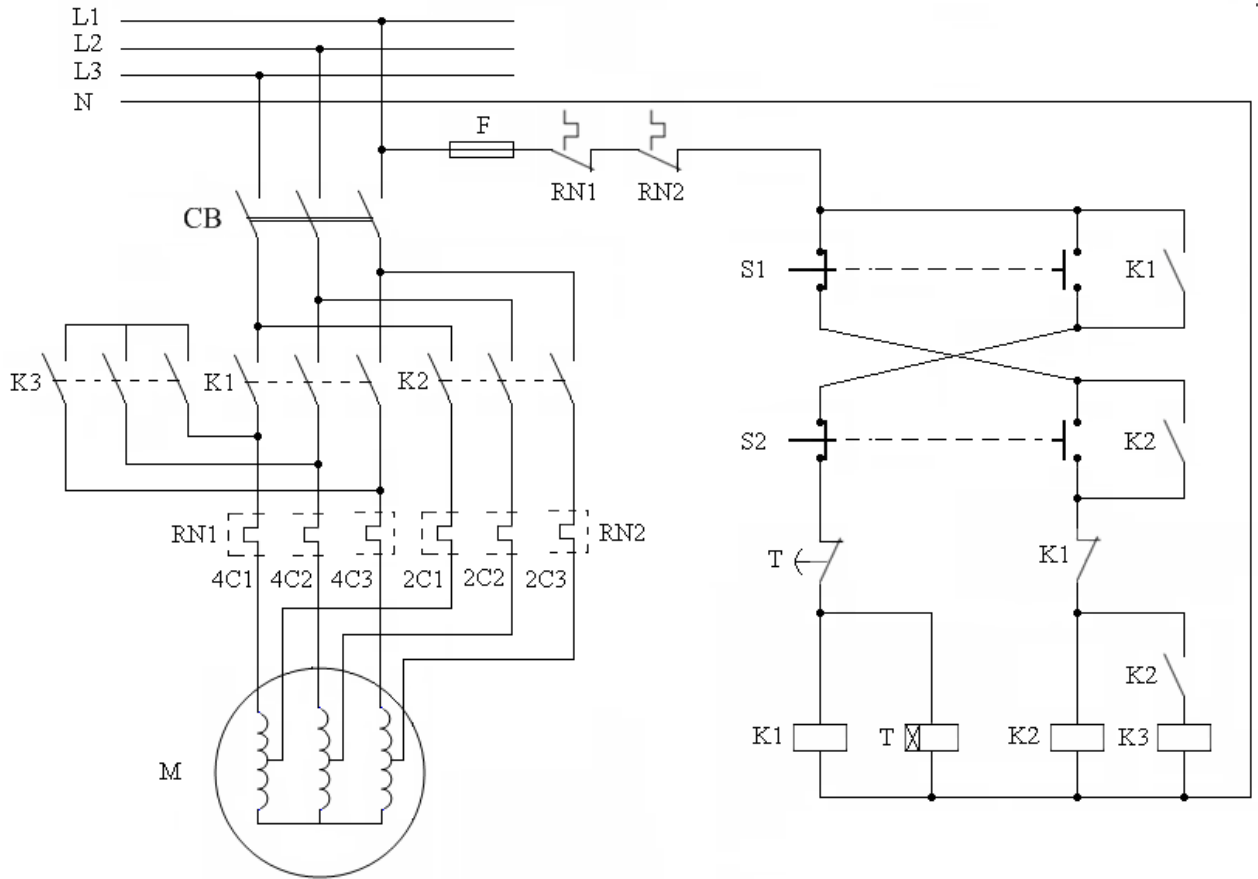 L1
L2
L3
N
F
RN1 RN2
CB
S1 K1
K3 K1 K2
S2 K2
RN1 RN2
4C1 4C2 4C3 2C1 2C2 2C3
T K1
K2
K1 T K2 K3
M